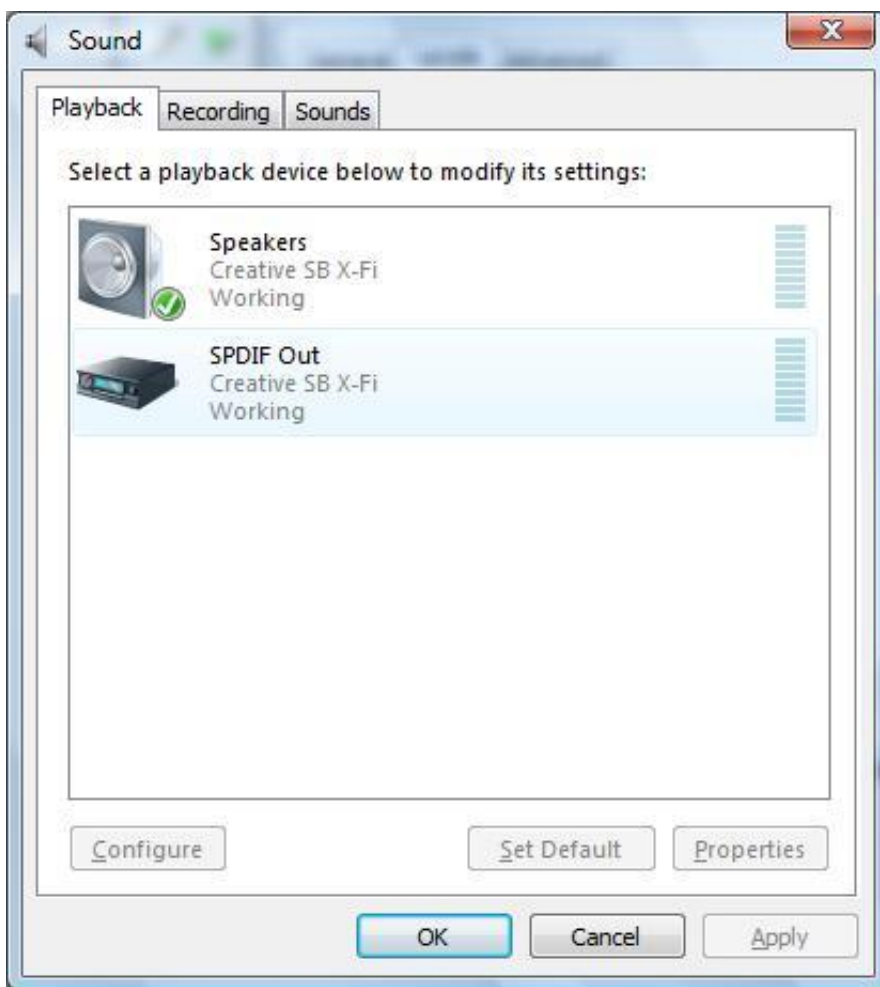 Sound
Playback Recording Sounds
Select a playback device below to modify its settings:
Speakers
Creative SB X-Fi
Working
SPDIF Out
Creative SB X-Fi
Working
Configure Set Default Properties
OK Cancel Apply